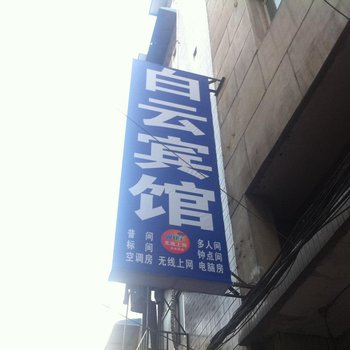 白云宾馆
普间 多人间
标间 钟点间
空调房 无线上网 电脑房